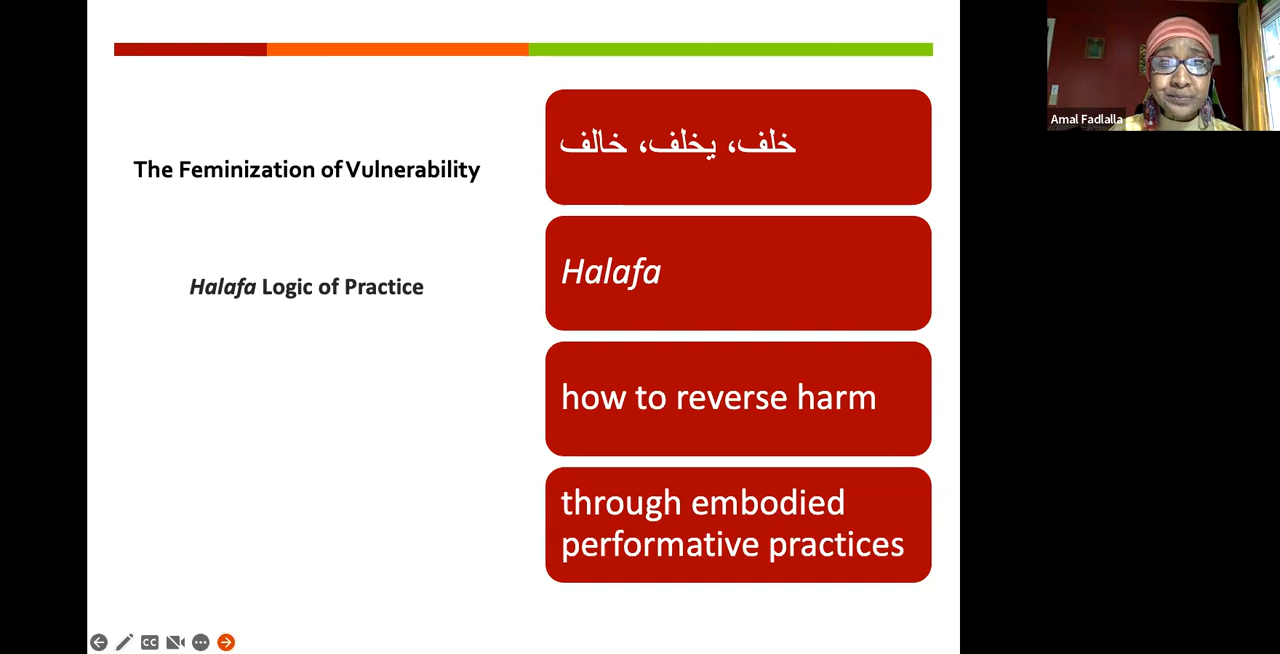 The Feminization of Vulnerability
Halafa Logic of Practice
خلف، يخلف، خالف
Halafa
how to reverse harm
through embodied
performative practices
Amal Fadlalla
CC